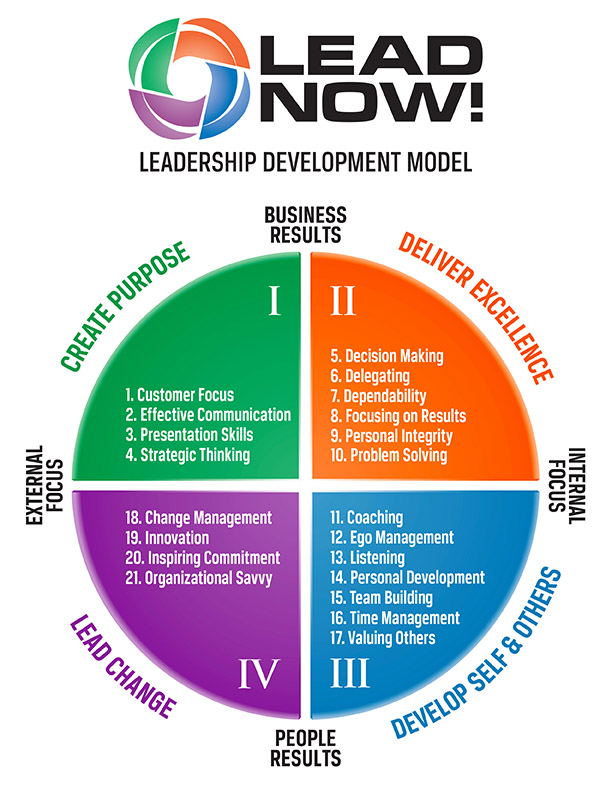 LEAD
NOW!
LEADERSHIP DEVELOPMENT MODEL
BUSINESS
RESULTS
CREATE PURPOSE
DELIVER EXCELLENCE
I
1. Customer Focus
2. Effective Communication
3. Presentation Skills
4. Strategic Thinking
II
5. Decision Making
6. Delegating
7. Dependability
8. Focusing on Results
9. Personal Integrity
10. Problem Solving
EXTERNAL
FOCUS
INTERNAL
FOCUS
18. Change Management
19. Innovation
20. Inspiring Commitment
21. Organizational Savvy
IV
11. Coaching
12. Ego Management
13. Listening
14. Personal Development
15. Team Building
16. Time Management
17. Valuing Others
III
LEAD CHANGE
DEVELOP SELF & OTHERS
PEOPLE
RESULTS